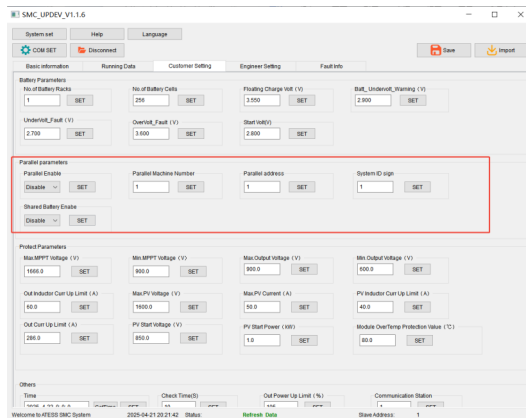 SMC_UPDEV_V1.1.6
System set Help Language
COM SET Disconnect Save Import
Basic information Running Data Customer Setting Engineer Setting Fault Info
Battery Parameters
No.of Battery Racks No.of Battery Cells Floating Charge Volt (V) Batt_ Undervolt_Warning (V)
1 SET 256 SET 3.550 SET 2.900 SET
UnderVolt_Fault (V) OverVolt_Fault (V) Start Volt(V)
2.700 SET 3.600 SET 2.800 SET
Parallel parameters
Parallel Enable Parallel Machine Number Parallel address System ID sign
Disable SET 1 SET 1 SET 1 SET
Shared Battery Enabe
Disable SET
Protect Parameters
Max.MPPT Voltage (V) Min.MPPT Voltage (V) Max.Output Voltage (V) Min.Output Voltage (V)
1666.0 SET 900.0 SET 900.0 SET 600.0 SET
Out Inductor Curr Up Limit (A) Max.PV Voltage (V) Max.PV Current (A) PV Inductor Curr Up Limit (A)
60.0 SET 1600.0 SET 50.0 SET 40.0 SET
Out Curr Up Limit (A) PV Start Voltage (V) PV Start Power (kW) Module OverTemp Protection Value (℃)
286.0 SET 850.0 SET 1.0 SET 80.0 SET
Others
Time Check Time(S) Out Power Up Limit (%) Communication Station
Welcome to ATESS SMC System 2025-04-21 20:21:42 Status: Refresh Data Slave Address: 1